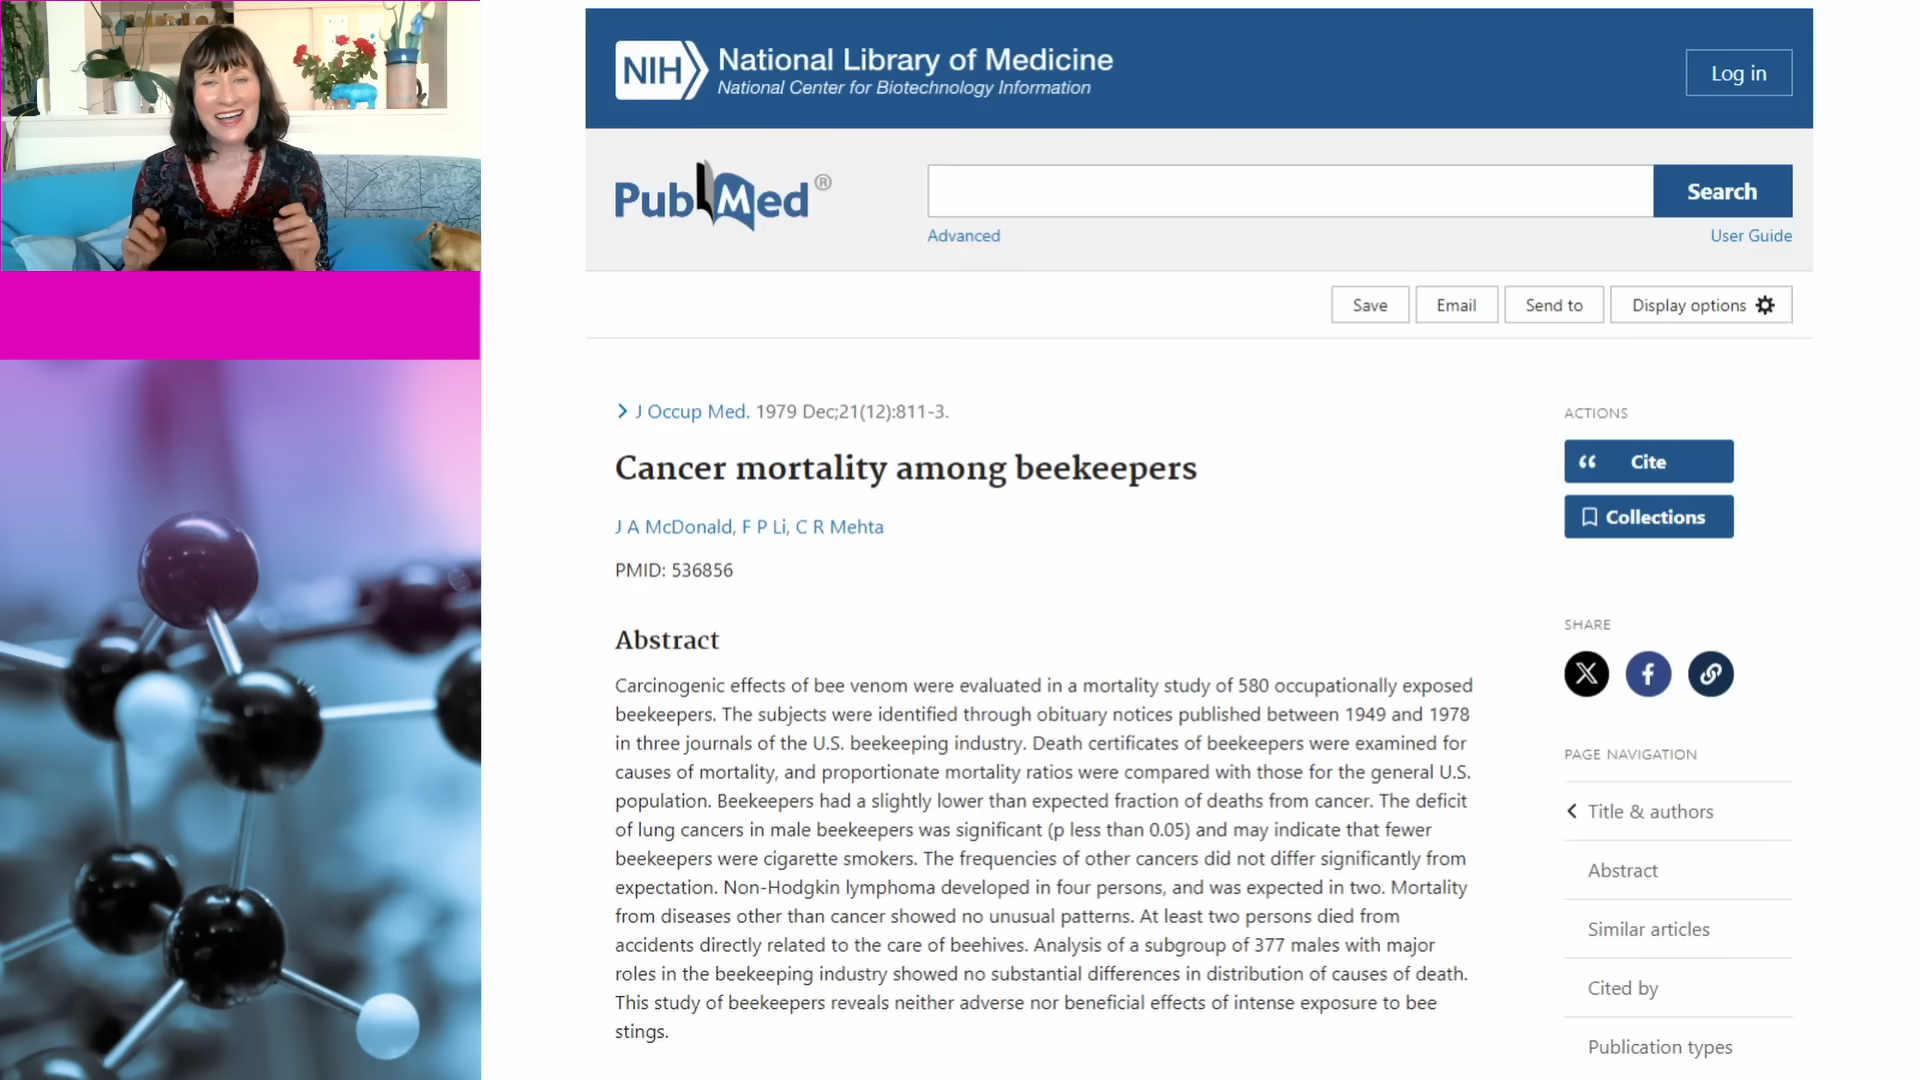 NIH
National Library of Medicine
National Center for Biotechnology Information
Log in
PubMed®
Search
Advanced
User Guide
Save
Email
Send to
Display options
J Occup Med. 1979 Dec;21(12):811-3.
Cancer mortality among beekeepers
J A McDonald, F P Li, C R Mehta
PMID: 536856
Abstract
Carcinogenic effects of bee venom were evaluated in a mortality study of 580 occupationally exposed
beekeepers. The subjects were identified through obituary notices published between 1949 and 1978
in three journals of the U.S. beekeeping industry. Death certificates of beekeepers were examined for
causes of mortality, and proportionate mortality ratios were compared with those for the general U.S.
population. Beekeepers had a slightly lower than expected fraction of deaths from cancer. The deficit
of lung cancers in male beekeepers was significant (p less than 0.05) and may indicate that fewer
beekeepers were cigarette smokers. The frequencies of other cancers did not differ significantly from
expectation. Non-Hodgkin lymphoma developed in four persons, and was expected in two. Mortality
from diseases other than cancer showed no unusual patterns. At least two persons died from
accidents directly related to the care of beehives. Analysis of a subgroup of 377 males with major
roles in the beekeeping industry showed no substantial differences in distribution of causes of death.
This study of beekeepers reveals neither adverse nor beneficial effects of intense exposure to bee
stings.
ACTIONS
Cite
Collections
SHARE
PAGE NAVIGATION
Title & authors
Abstract
Similar articles
Cited by
Publication types